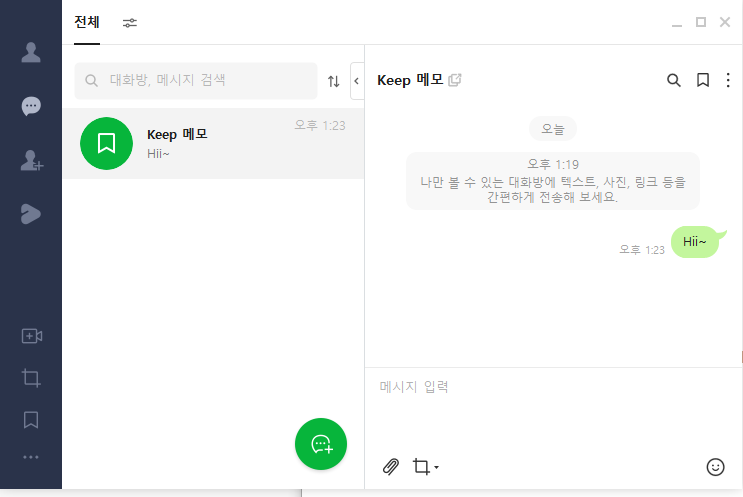 전체
대화방, 메시지 검색
Keep 메모
오후 1:23
Hii~
Keep 메모
오늘
오후 1:19
나만 볼 수 있는 대화방에 텍스트, 사진, 링크 등을
간편하게 전송해 보세요.
오후 1:23
Hii~
메시지 입력